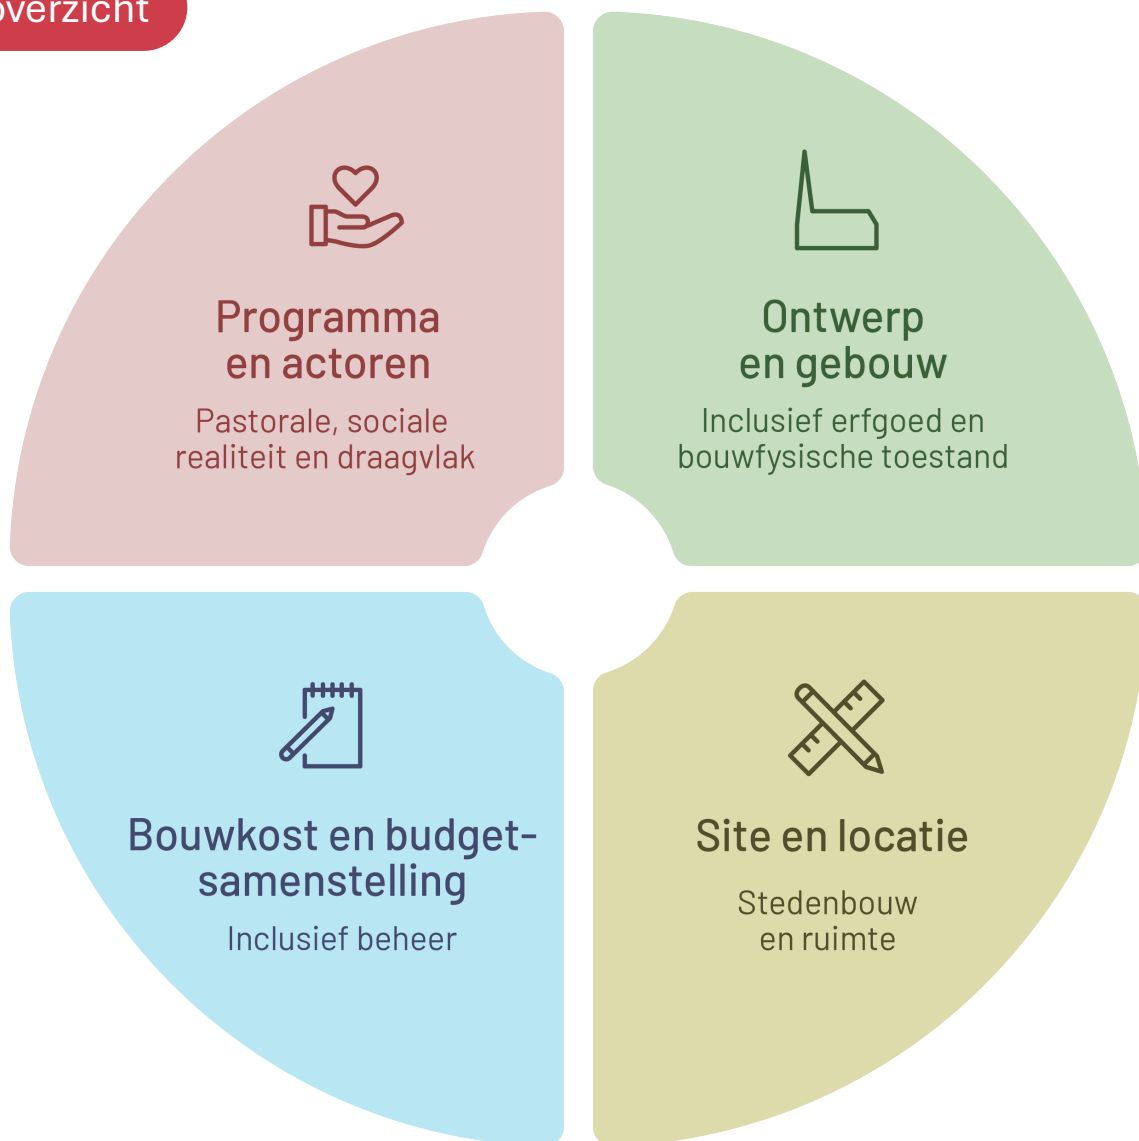 overzicht
Programma
en actoren
Pastorale, sociale
realiteit en draagvlak
Ontwerp
en gebouw
Inclusief erfgoed en
bouwfysische toestand
Bouwkost en budget-
samenstelling
Inclusief beheer
Site en locatie
Stedenbouw
en ruimte